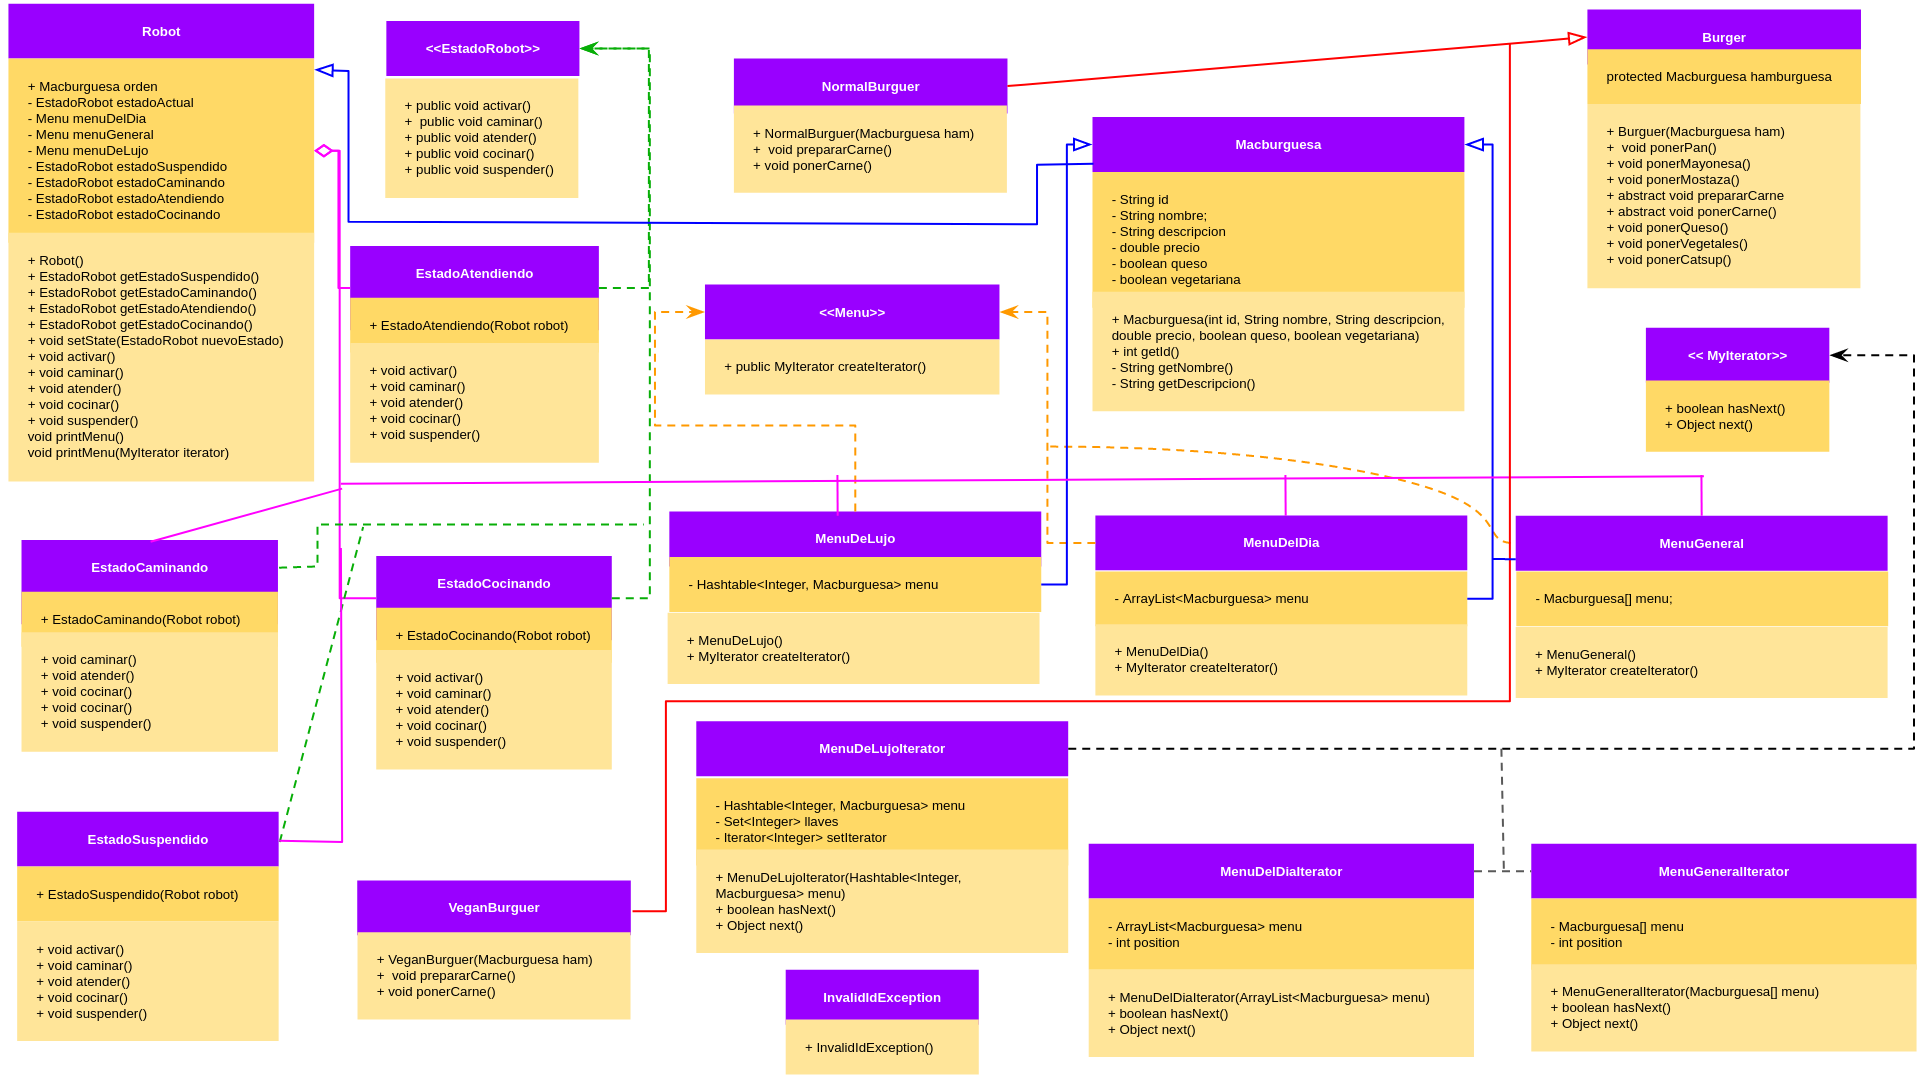 Robot
+ Macburguesa orden
- EstadoRobot estadoActual
- Menu menuDelDia
- Menu menuGeneral
- Menu menuDeLujo
- EstadoRobot estadoSuspendido
- EstadoRobot estadoCaminando
- EstadoRobot estadoAtendiendo
- EstadoRobot estadoCocinando
+ Robot()
+ EstadoRobot getEstadoSuspendido()
+ EstadoRobot getEstadoCaminando()
+ EstadoRobot getEstadoAtendiendo()
+ EstadoRobot getEstadoCocinando()
+ void setState(EstadoRobot nuevoEstado)
+ void activar()
+ void caminar()
+ void atender()
+ void cocinar()
+ void suspender()
void printMenu()
void printMenu(MyIterator iterator)
<<EstadoRobot>>
+ public void activar()
+  public void caminar()
+ public void atender()
+ public void cocinar()
+ public void suspender()
NormalBurguer
+ NormalBurguer(Macburguesa ham)
+  void prepararCarne()
+ void ponerCarne()
Macburguesa
- String id
- String nombre;
- String descripcion
- double precio
- boolean queso
- boolean vegetariana
+ Macburguesa(int id, String nombre, String descripcion,
double precio, boolean queso, boolean vegetariana)
+ int getId()
- String getNombre()
- String getDescripcion()
Burger
protected Macburguesa hamburguesa
+ Burguer(Macburguesa ham)
+  void ponerPan()
+ void ponerMayonesa()
+ void ponerMostaza()
+ abstract void prepararCarne
+ abstract void ponerCarne()
+ void ponerQueso()
+ void ponerVegetales()
+ void ponerCatsup()
EstadoAtendiendo
+ EstadoAtendiendo(Robot robot)
+ void activar()
+ void caminar()
+ void atender()
+ void cocinar()
+ void suspender()
<<Menu>>
+ public MyIterator createIterator()
<< MyIterator>>
+ boolean hasNext()
+ Object next()
EstadoCaminando
+ EstadoCaminando(Robot robot)
+ void caminar()
+ void atender()
+ void cocinar()
+ void cocinar()
+ void suspender()
EstadoCocinando
+ EstadoCocinando(Robot robot)
+ void activar()
+ void caminar()
+ void atender()
+ void cocinar()
+ void suspender()
MenuDeLujo
- Hashtable<Integer, Macburguesa> menu
+ MenuDeLujo()
+ MyIterator createIterator()
MenuDelDia
- ArrayList<Macburguesa> menu
+ MenuDelDia()
+ MyIterator createIterator()
MenuGeneral
- Macburguesa[] menu;
+ MenuGeneral()
+ MyIterator createIterator()
EstadoSuspendido
+ EstadoSuspendido(Robot robot)
+ void activar()
+ void caminar()
+ void atender()
+ void cocinar()
+ void suspender()
VeganBurguer
+ VeganBurguer(Macburguesa ham)
+  void prepararCarne()
+ void ponerCarne()
MenuDeLujoIterator
- Hashtable<Integer, Macburguesa> menu
- Set<Integer> llaves
- Iterator<Integer> setIterator
+ MenuDeLujoIterator(Hashtable<Integer,
Macburguesa> menu)
+ boolean hasNext()
+ Object next()
InvalidIdException
+ InvalidIdException()
MenuDelDiaIterator
- ArrayList<Macburguesa> menu
- int position
+ MenuDelDiaIterator(ArrayList<Macburguesa> menu)
+ boolean hasNext()
+ Object next()
MenuGeneralIterator
- Macburguesa[] menu
- int position
+ MenuGeneralIterator(Macburguesa[] menu)
+ boolean hasNext()
+ Object next()